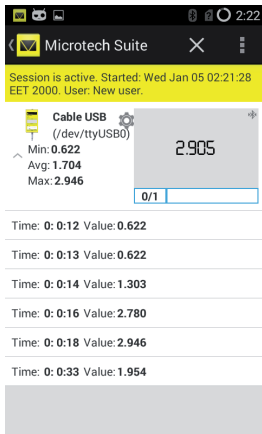 2:22
Microtech Suite
Session is active. Started: Wed Jan 05 02:21:28
EET 2000. User: New user.
Cable USB
(/dev/ttyUSB0)
Min: 0.622
Avg: 1.704
Max: 2.946
2.905
0/1
Time: 0: 0:12 Value: 0.622
Time: 0: 0:13 Value: 0.622
Time: 0: 0:14 Value: 1.303
Time: 0: 0:16 Value: 2.780
Time: 0: 0:18 Value: 2.946
Time: 0: 0:33 Value: 1.954